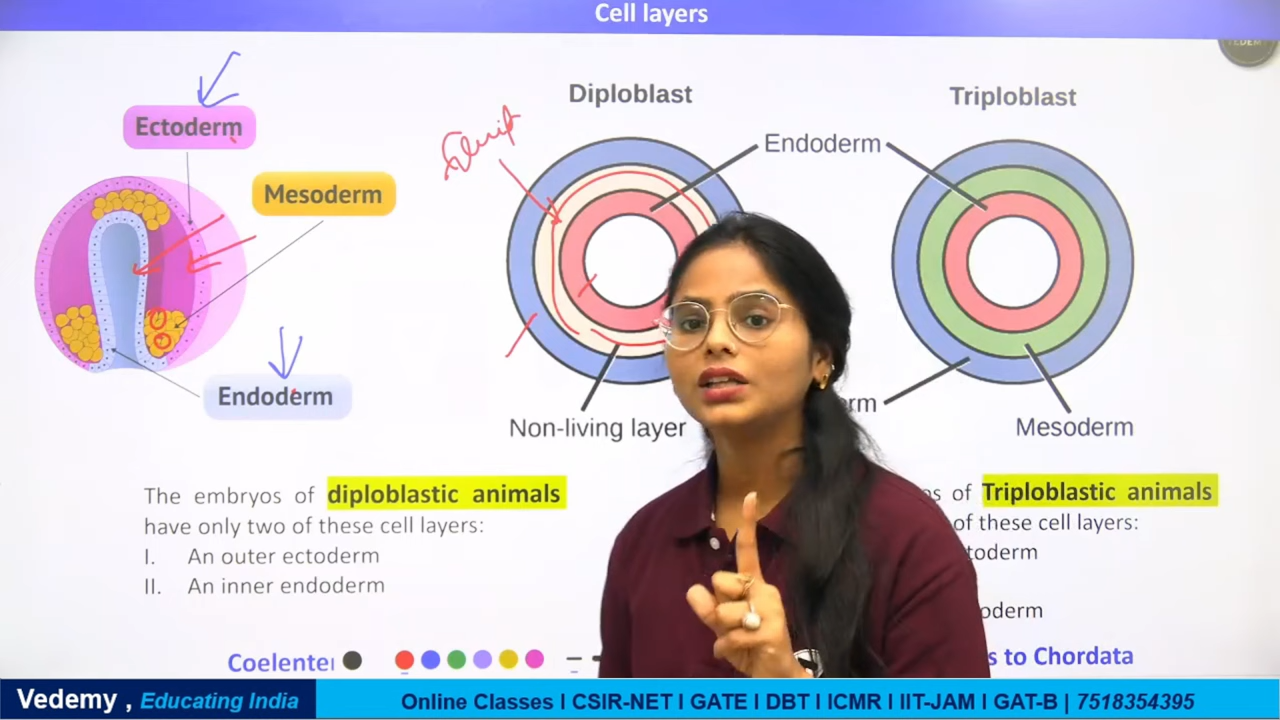 Cell layers
Ectoderm
Mesoderm
Endoderm
Diploblast
Triploblast
Endoderm
Non-living layer
erm
Mesoderm
The embryos of diploblastic animals
have only two of these cell layers:
I. An outer ectoderm
II. An inner endoderm
os of Triploblastic animals
of these cell layers:
toderm
oderm
Coelente
s to Chordata
Vedemy , Educating India
Online Classes I CSIR-NET I GATE I DBT I ICMR I IIT-JAM I GAT-B | 7518354395